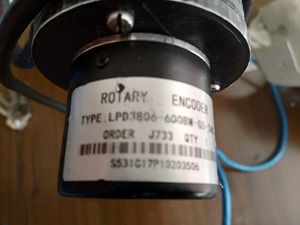 ROTARY ENCODER
TYPE.LPD3806-600BM-G5-24C
ORDER J733 QTY
S531G17P10203506